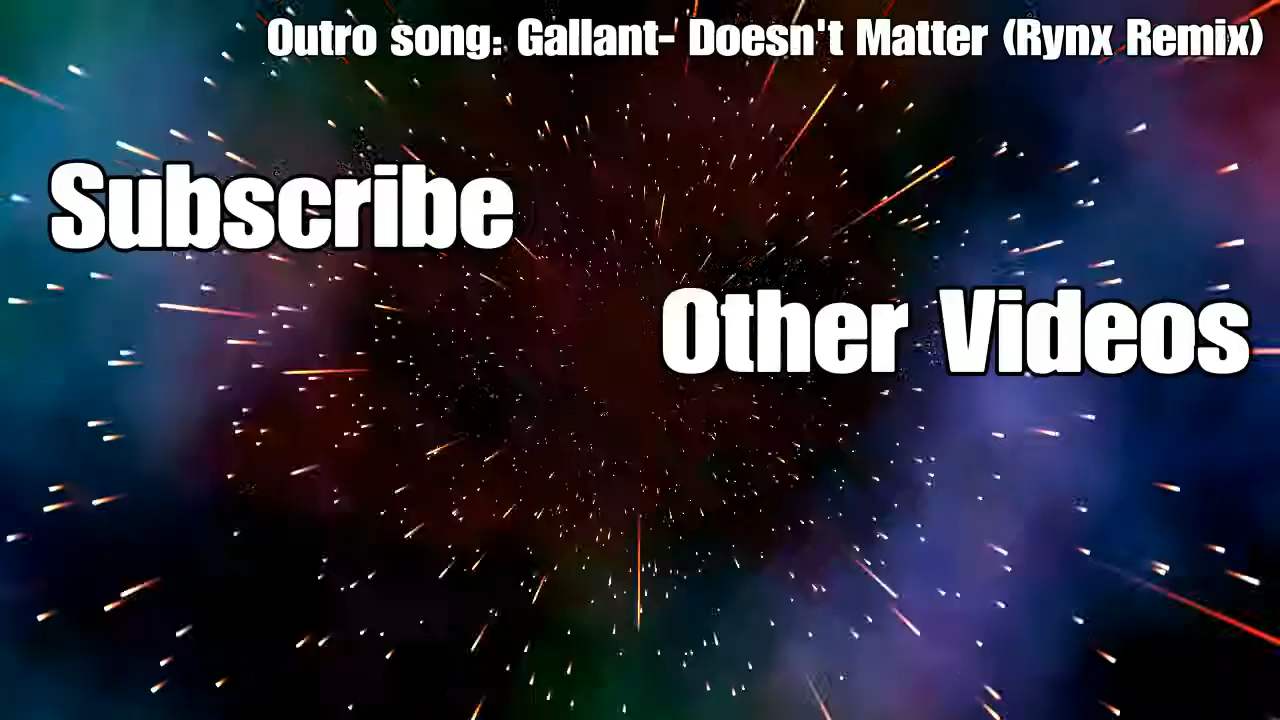 Outro song: Gallant- Doesn't Matter (Rynx Remix)
Subscribe
Other Videos